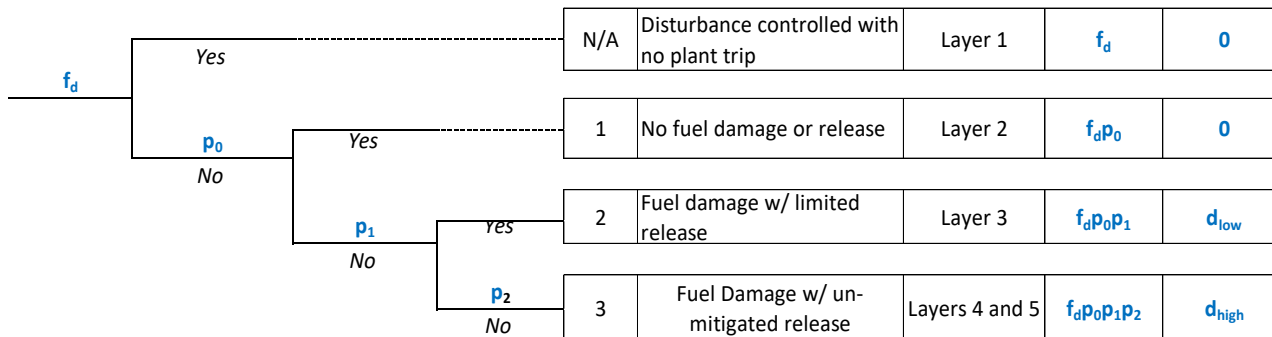 N/A Disturbance controlled with no plant trip Layer 1 f_d 0
Yes
f_d
1 No fuel damage or release Layer 2 f_dp_0 0
Yes
p_0
No
2 Fuel damage w/ limited release Layer 3 f_dp_0p_1 d_low
Yes
p_1
No
3 Fuel Damage w/ un-mitigated release Layers 4 and 5 f_dp_0p_1p_2 d_high
p_2
No